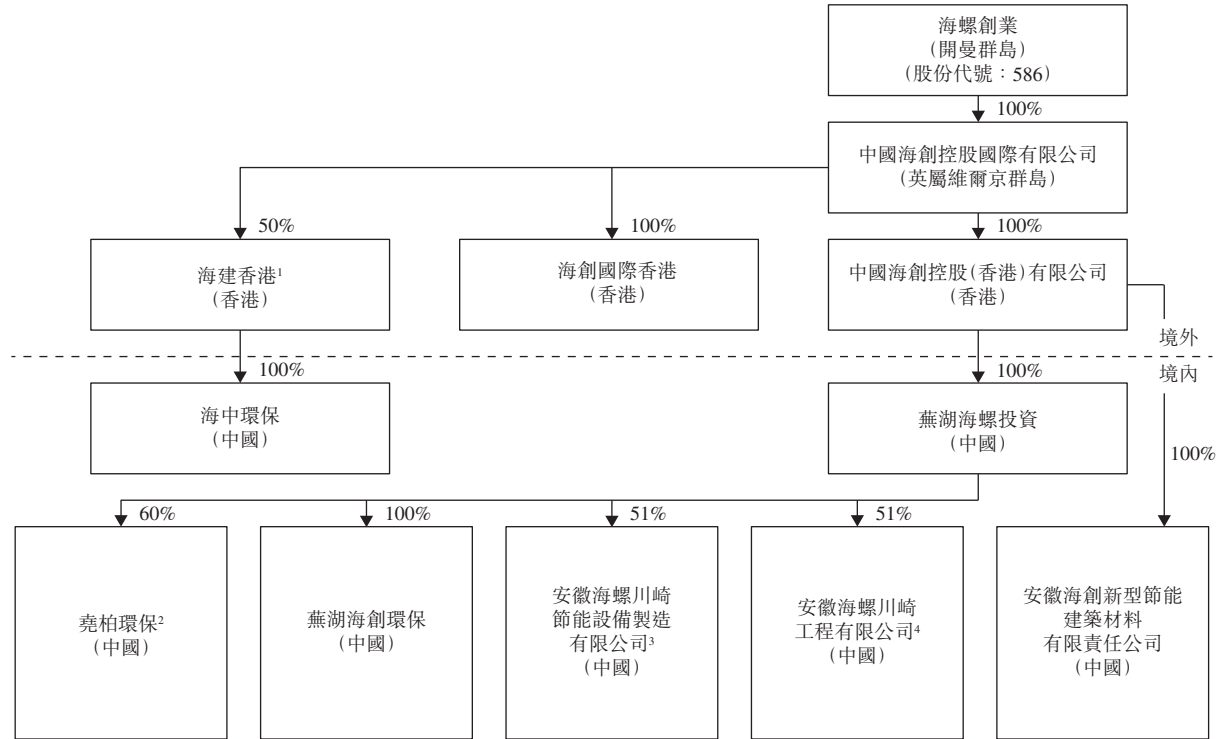 海螺創業
(開曼群島)
(股份代號：586)
100%
中國海創控股國際有限公司
(英屬維爾京群島)
50%
100%
100%
海建香港¹
(香港)
海創國際香港
(香港)
中國海創控股(香港)有限公司
(香港)
境外
境內
100%
100%
海中環保
(中國)
蕪湖海螺投資
(中國)
100%
60%
100%
51%
51%
堯柏環保²
(中國)
蕪湖海創環保
(中國)
安徽海螺川崎
節能設備製造
有限公司³
(中國)
安徽海螺川崎
工程有限公司⁴
(中國)
安徽海創新型節能
建築材料
有限責任公司
(中國)